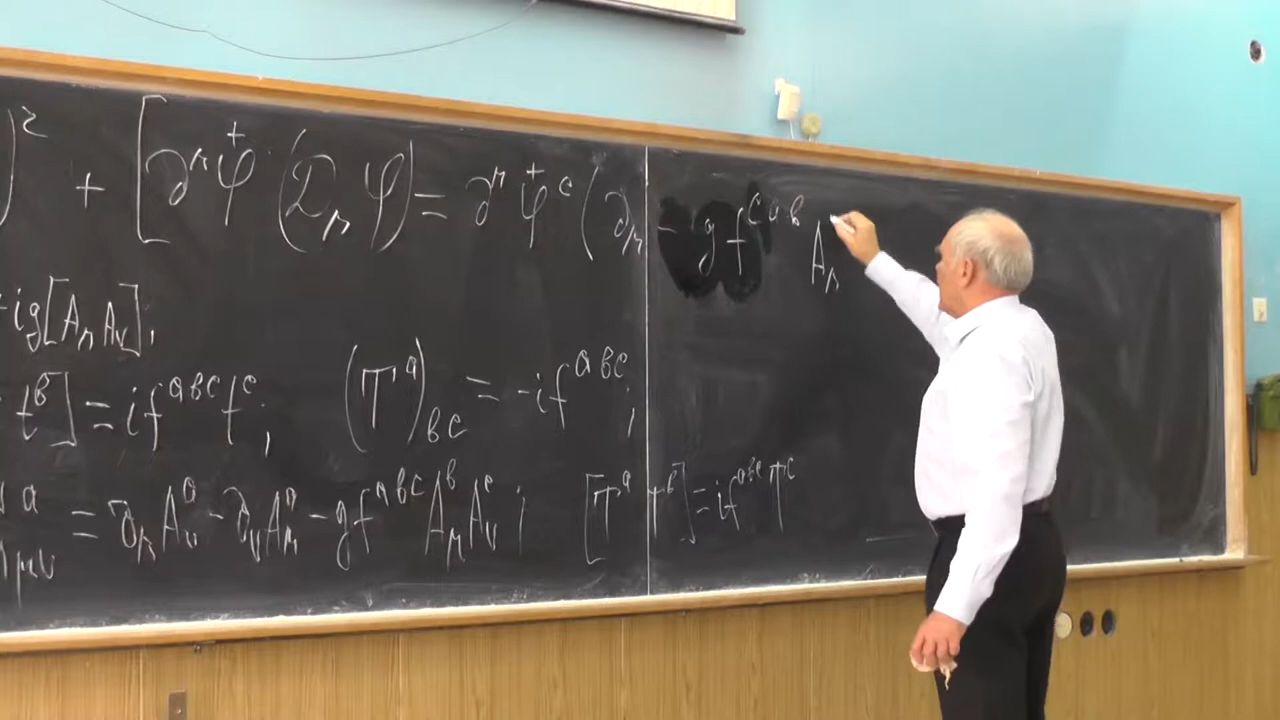 )² + [∂^μ φ⁺ (D_μ φ) = ∂^μ φ⁺ᶜ (∂_μ - g f^{cab} A_μ
-ig[A_μ A_ν],
t^b] = i f^{abc} t^c; (T^a)_{bc} = -i f^{abc};
^a_{μν} = ∂_μ A_ν^a - ∂_ν A_μ^a - g f^{abc} A_μ^b A_ν^c ; [T^a T^b] = i f^{abc} T^c